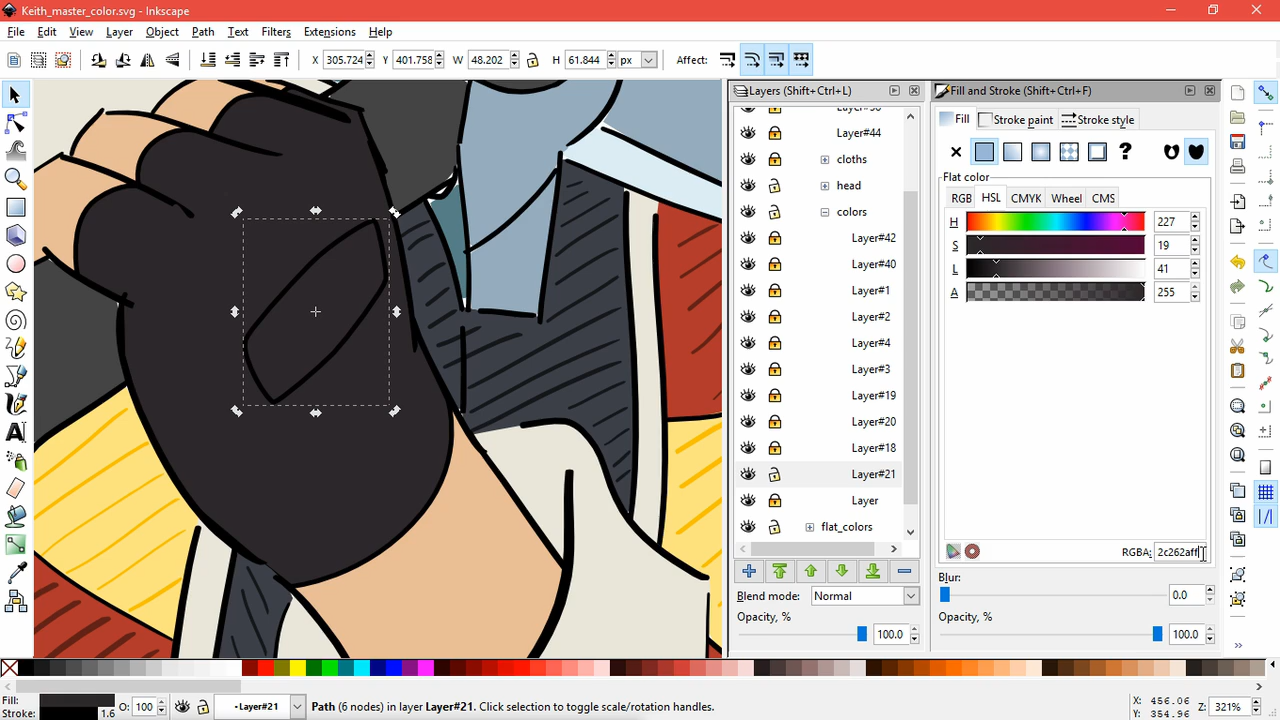 Keith_master_color.svg - Inkscape
File Edit View Layer Object Path Text Filters Extensions Help
X 305.724 Y 401.758 W 48.202 H 61.844 px Affect:
Layers (Shift+Ctrl+L)
Layer#44
cloths
head
colors
Layer#42
Layer#40
Layer#1
Layer#2
Layer#4
Layer#3
Layer#19
Layer#20
Layer#18
Layer#21
Layer
flat_colors
Blend mode: Normal
Opacity, %
100.0
Fill and Stroke (Shift+Ctrl+F)
Fill Stroke paint Stroke style
Flat color
RGB HSL CMYK Wheel CMS
H 227
S 19
L 41
A 255
RGBA: 2c262aff
Blur:
0.0
Opacity, %
100.0
Fill:
Stroke: 1.6
O: 100
Layer#21
Path (6 nodes) in layer Layer#21. Click selection to toggle scale/rotation handles.
X: 456.06
Y: 354.96
Z: 321%